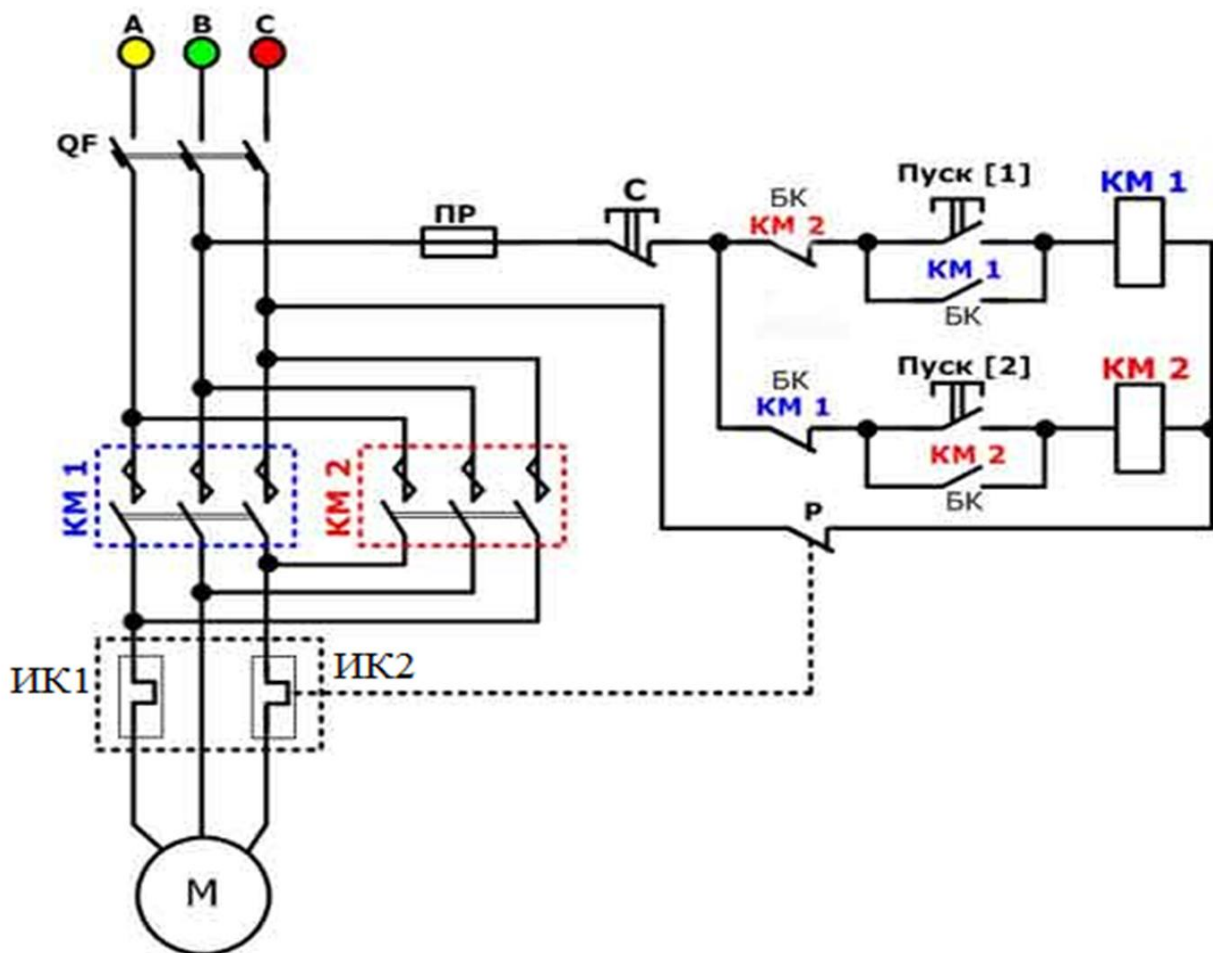 A B C
QF
ПР
С
БК
КМ 2
Пуск [1]
КМ 1
КМ 1
БК
БК
КМ 1
Пуск [2]
КМ 2
КМ 2
БК
КМ 1
КМ 2
Р
ИК1
ИК2
М